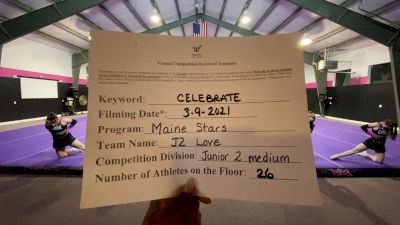 Virtual Competition Keyword Template
Keyword: CELEBRATE
Filming Date*: 3-9-2021
Program: Maine Stars
Team Name: J2 Love
Competition Division: Junior 2 medium
Number of Athletes on the Floor: 26